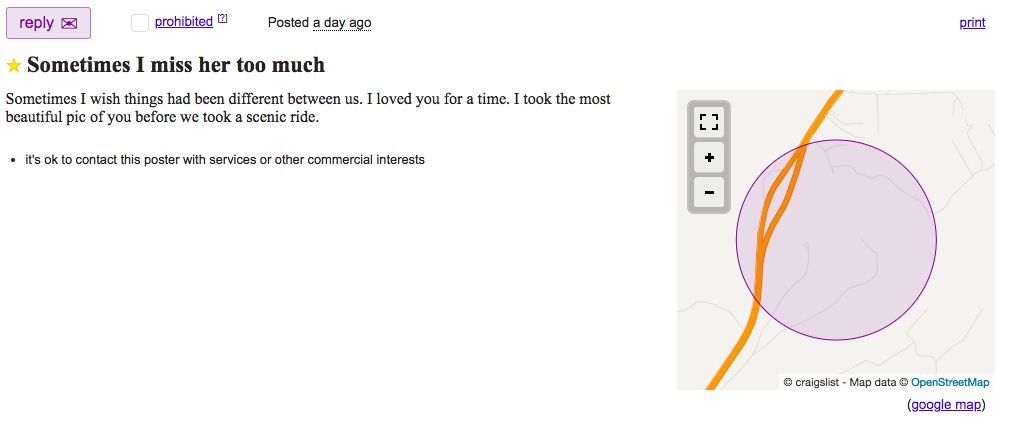 reply
prohibited [?]
Posted a day ago
print
Sometimes I miss her too much
Sometimes I wish things had been different between us. I loved you for a time. I took the most
beautiful pic of you before we took a scenic ride.
• it's ok to contact this poster with services or other commercial interests
+
−
© craigslist - Map data © OpenStreetMap
(google map)